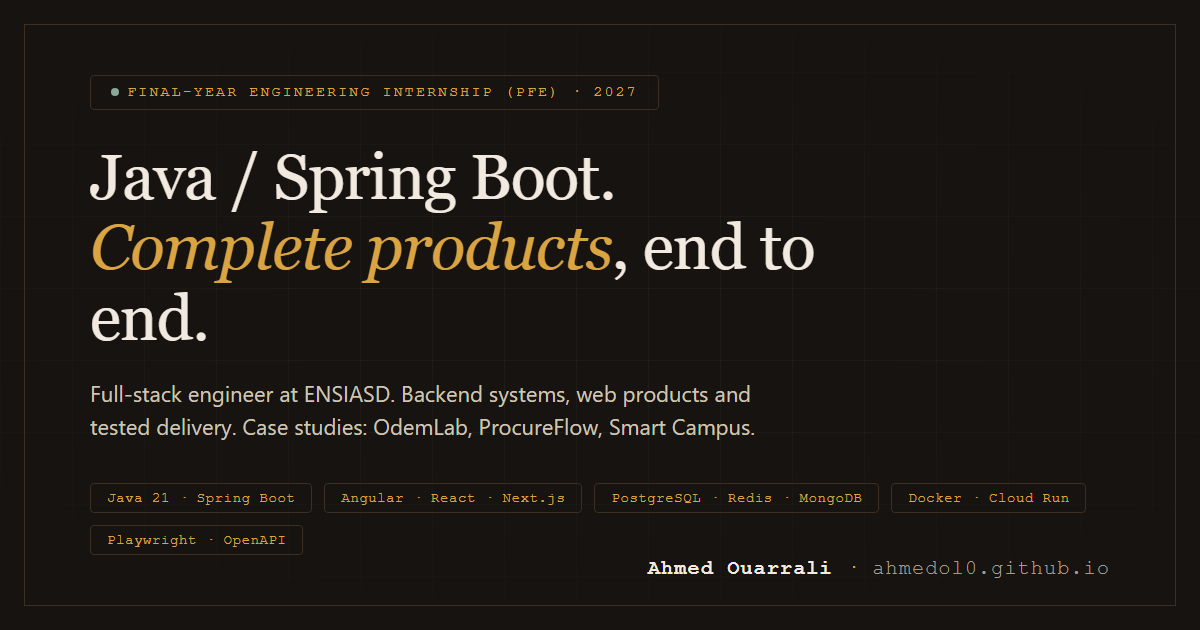 FINAL-YEAR ENGINEERING INTERNSHIP (PFE) · 2027
Java / Spring Boot.
Complete products, end to
end.
Full-stack engineer at ENSIASD. Backend systems, web products and
tested delivery. Case studies: OdemLab, ProcureFlow, Smart Campus.
Java 21 · Spring Boot
Angular · React · Next.js
PostgreSQL · Redis · MongoDB
Docker · Cloud Run
Playwright · OpenAPI
Ahmed Ouarrali · ahmedol0.github.io